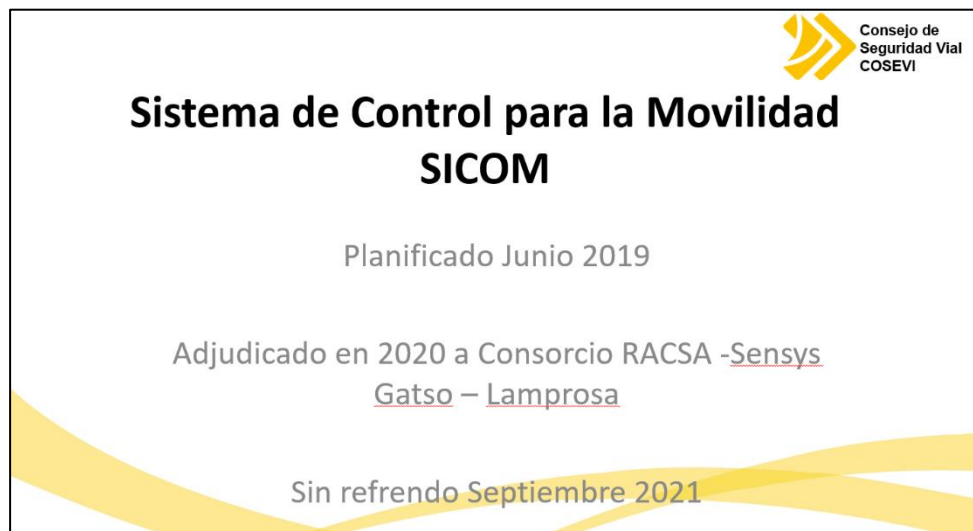 Consejo de
Seguridad Vial
COSEVI
Sistema de Control para la Movilidad
SICOM
Planificado Junio 2019
Adjudicado en 2020 a Consorcio RACSA -Sensys
Gatso – Lamprosa
Sin refrendo Septiembre 2021